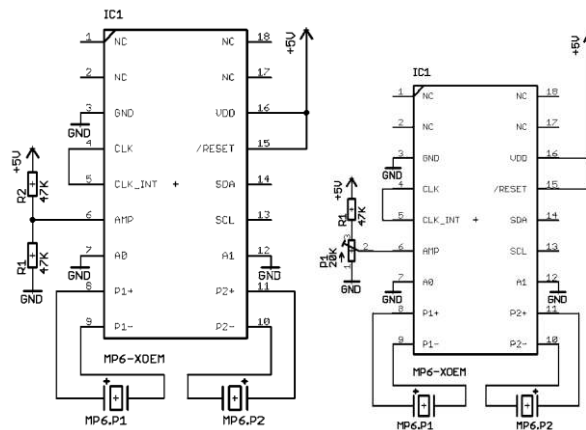 IC1
1 NC NC 18
2 NC NC 17
3 GND VDD 16
GND
4 CLK /RESET 15
5 CLK_INT + SDA 14
6 AMP SCL 13
7 A0 A1 12
GND GND
8 P1+ P2+ 11
9 P1- P2- 10
MP6-XOEM
+5V
+5V
R2 47K
R1 47K
GND
+ +
MP6.P1 MP6.P2
IC1
1 NC NC 18
2 NC NC 17
3 GND VDD 16
GND
4 CLK /RESET 15
5 CLK_INT + SDA 14
6 AMP SCL 13
7 A0 A1 12
GND GND
8 P1+ P2+ 11
9 P1- P2- 10
MP6-XOEM
+5V
+5V
R1 47K
P1 20K
3
2
1
GND
+ +
MP6.P1 MP6.P2